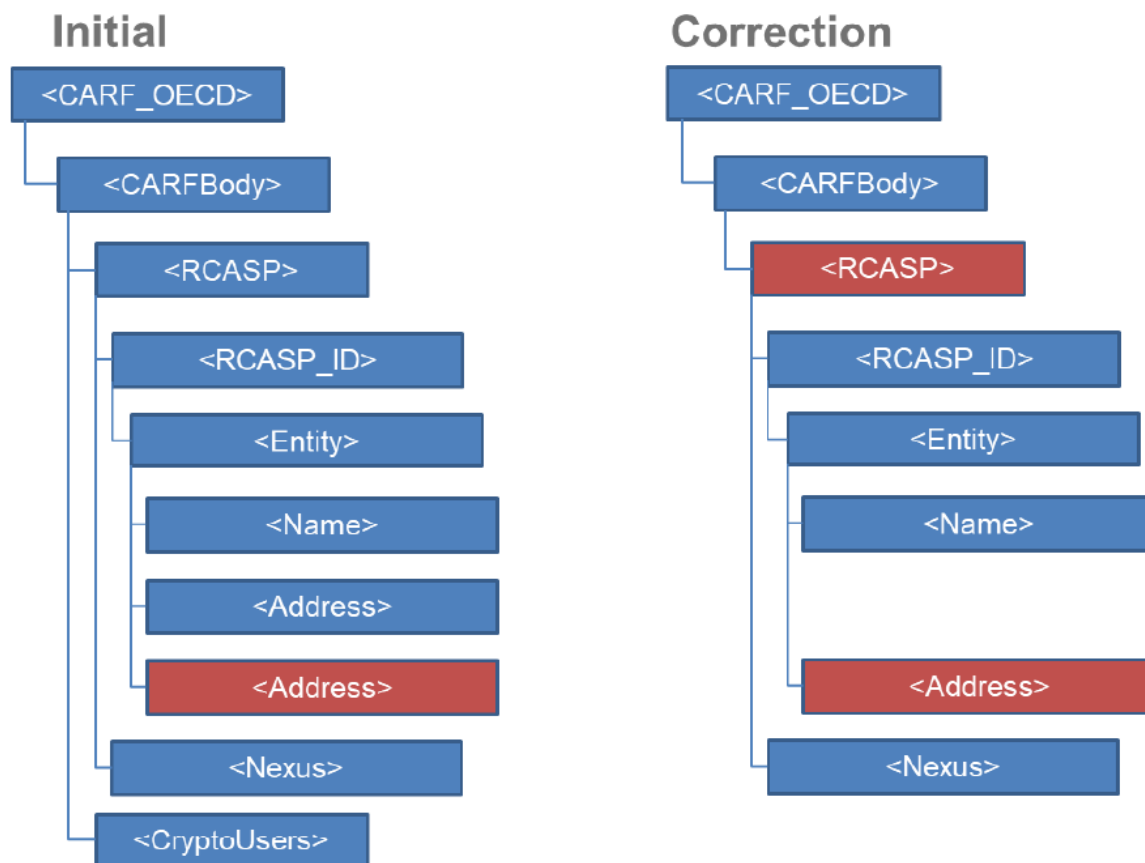 Initial
<CARF_OECD>
<CARFBody>
<RCASP>
<RCASP_ID>
<Entity>
<Name>
<Address>
<Address>
<Nexus>
<CryptoUsers>
Correction
<CARF_OECD>
<CARFBody>
<RCASP>
<RCASP_ID>
<Entity>
<Name>
<Address>
<Nexus>